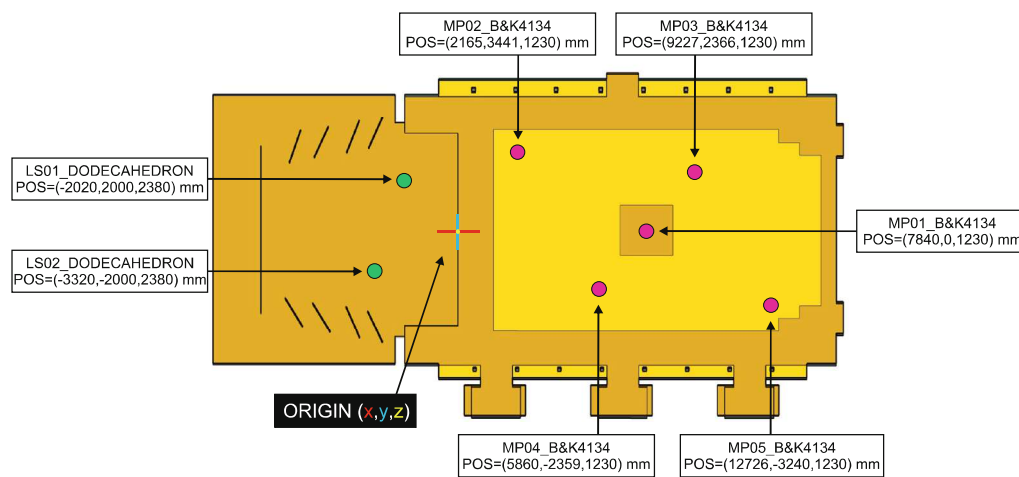 MP02_B&K4134
POS=(2165,3441,1230) mm
MP03_B&K4134
POS=(9227,2366,1230) mm
LS01_DODECAHEDRON
POS=(-2020,2000,2380) mm
MP01_B&K4134
POS=(7840,0,1230) mm
LS02_DODECAHEDRON
POS=(-3320,-2000,2380) mm
ORIGIN (x,y,z)
MP04_B&K4134
POS=(5860,-2359,1230) mm
MP05_B&K4134
POS=(12726,-3240,1230) mm